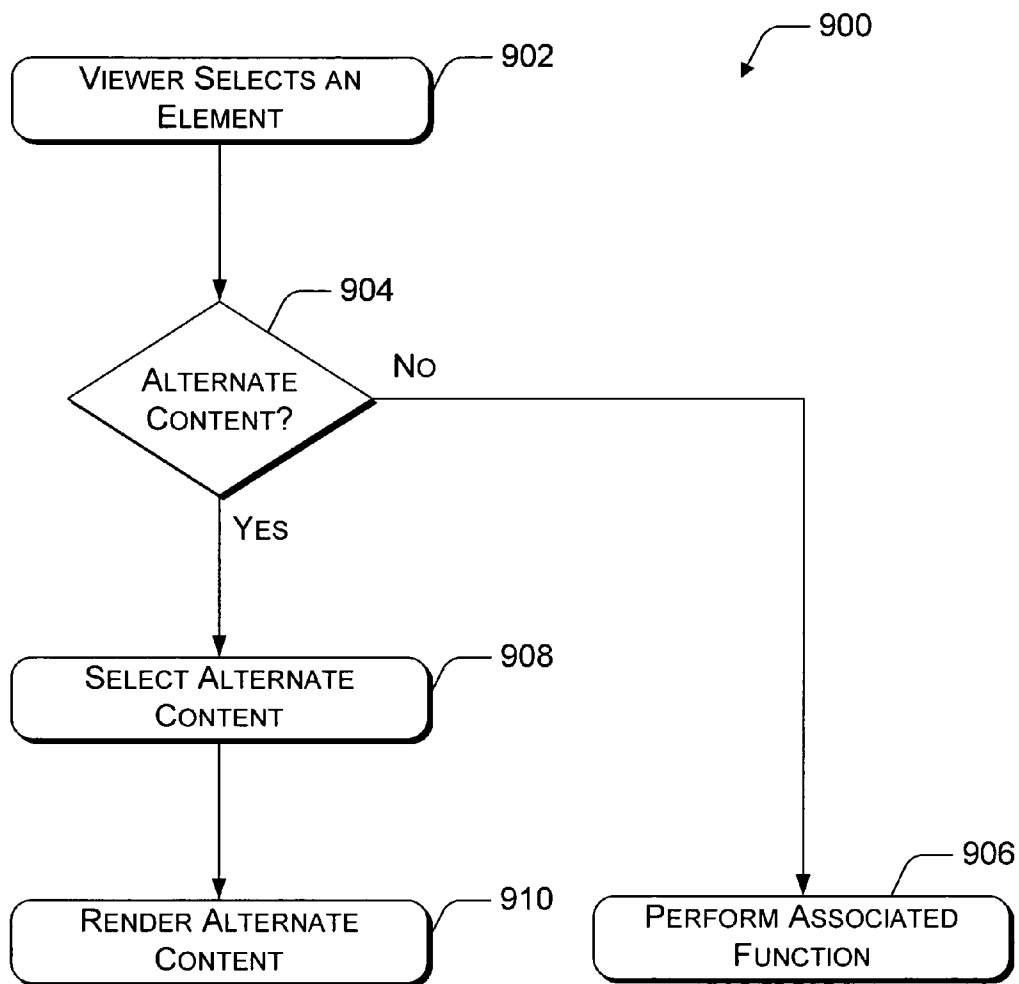 900
902
VIEWER SELECTS AN
ELEMENT
904
ALTERNATE
CONTENT?
NO
YES
908
SELECT ALTERNATE
CONTENT
906
910
RENDER ALTERNATE
CONTENT
PERFORM ASSOCIATED
FUNCTION